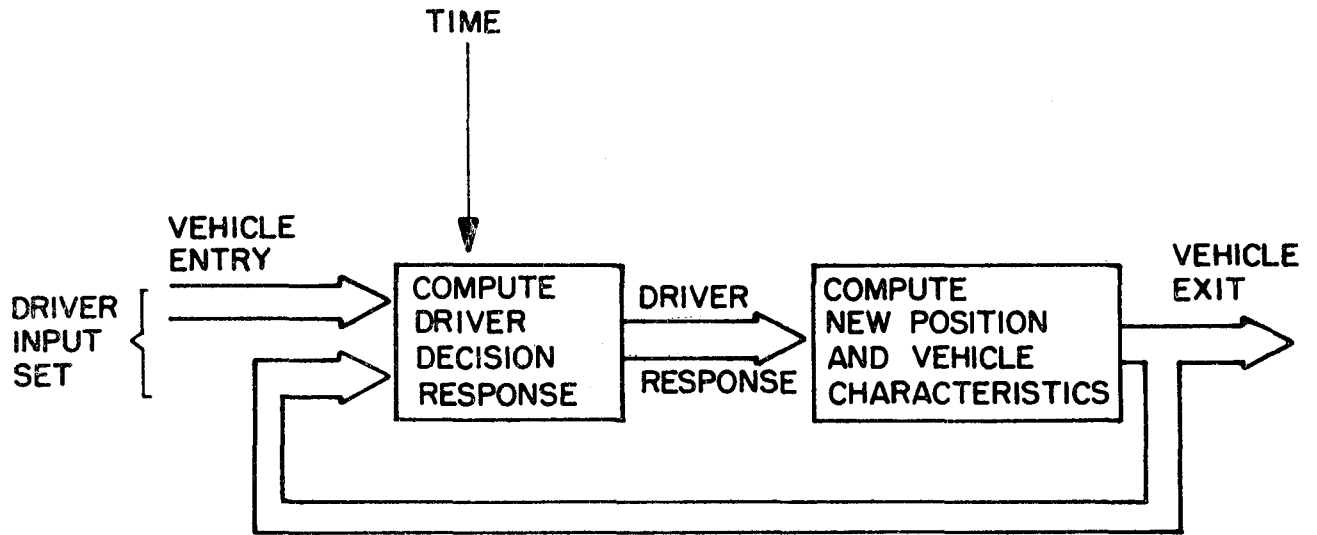 TIME
VEHICLE
ENTRY
DRIVER
INPUT
SET
COMPUTE
DRIVER
DECISION
RESPONSE
DRIVER
RESPONSE
COMPUTE
NEW POSITION
AND VEHICLE
CHARACTERISTICS
VEHICLE
EXIT